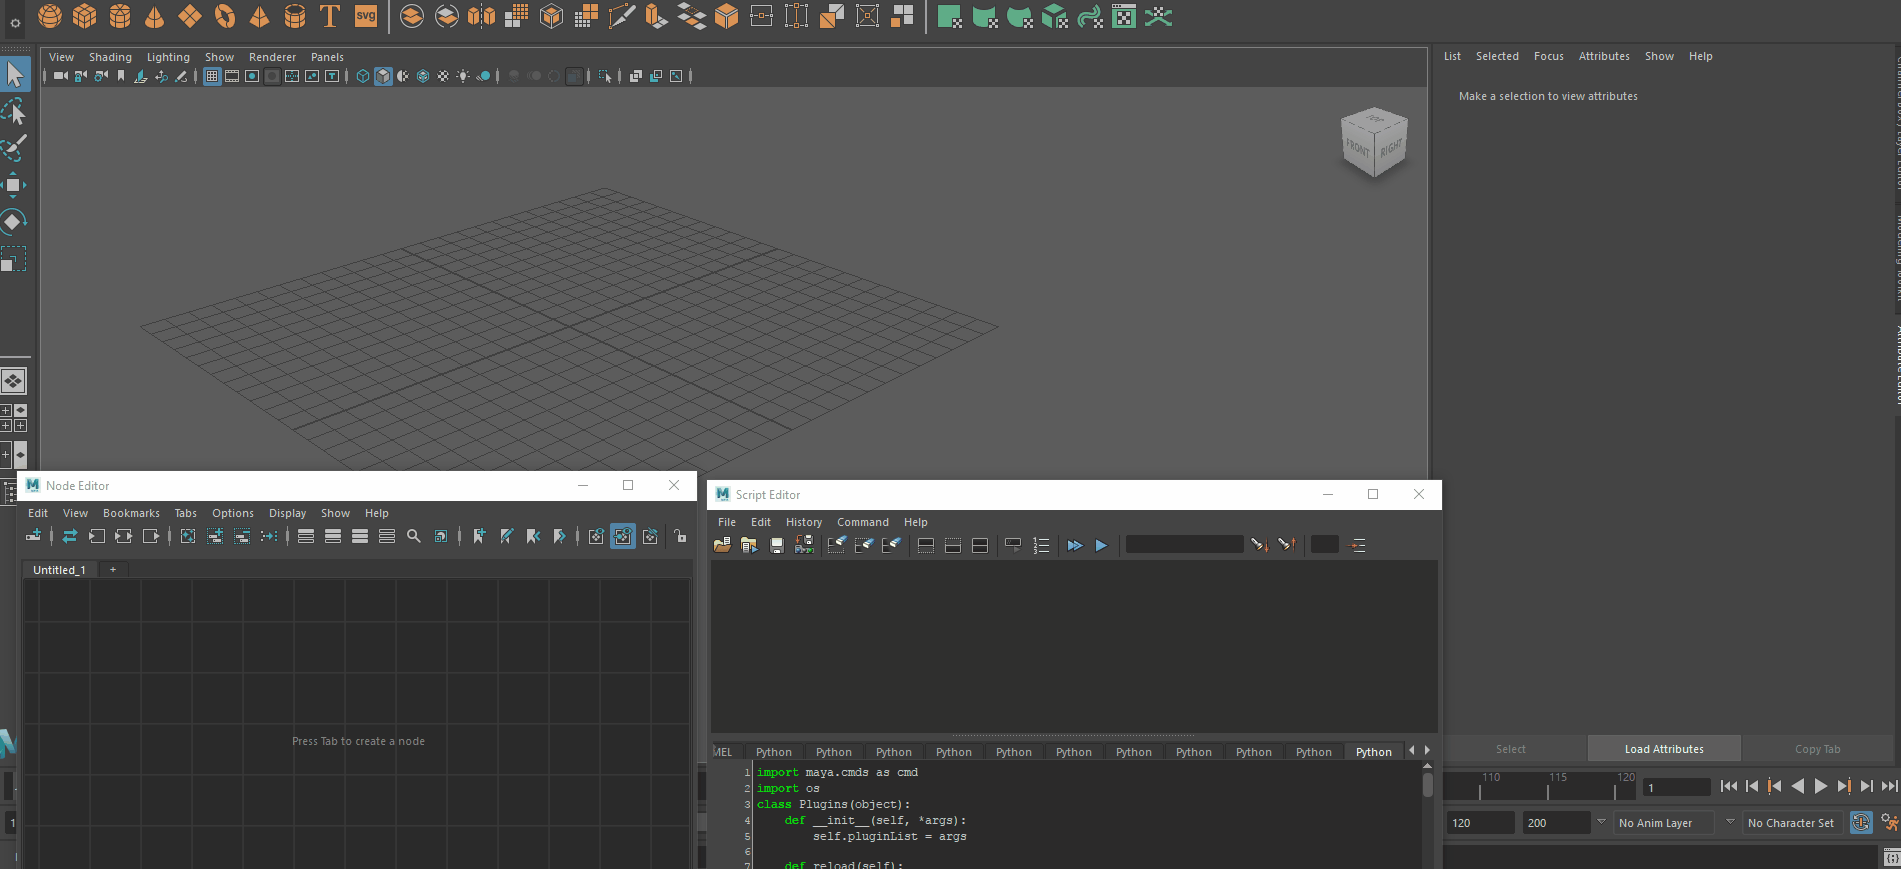 svg
View Shading Lighting Show Renderer Panels
List Selected Focus Attributes Show Help
Make a selection to view attributes
TOP
FRONT RIGHT
Node Editor
Edit View Bookmarks Tabs Options Display Show Help
Untitled_1 +
Press Tab to create a node
Script Editor
File Edit History Command Help
MEL Python Python Python Python Python Python Python Python Python Python Python
1 import maya.cmds as cmd
2 import os
3 class Plugins(object):
4 def __init__(self, *args):
5 self.pluginList = args
6
7 def reload(self):
Select Load Attributes Copy Tab
110 115 120 1
120 200 No Anim Layer No Character Set